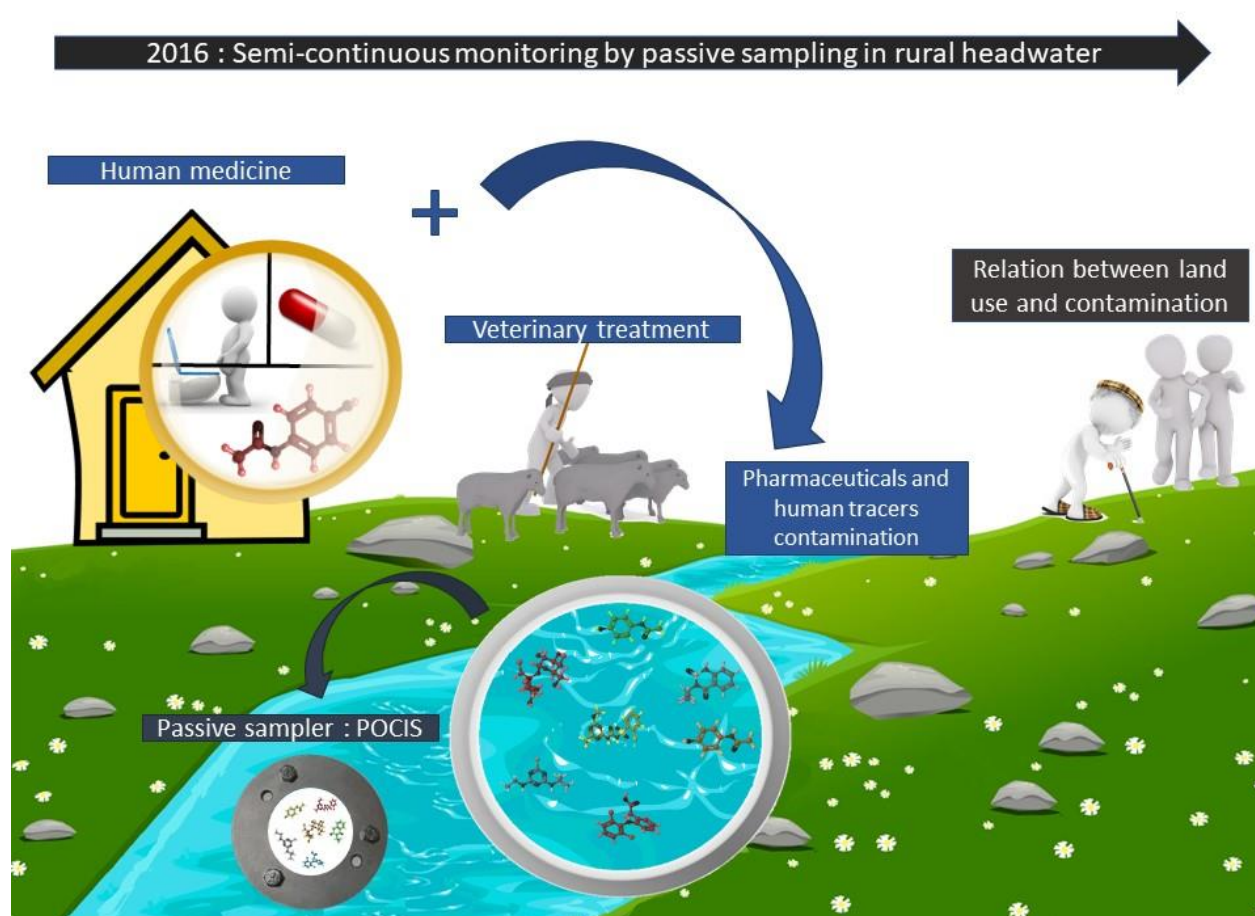 2016 : Semi-continuous monitoring by passive sampling in rural headwater
Human medicine
+
Veterinary treatment
Relation between land
use and contamination
Pharmaceuticals and
human tracers
contamination
Passive sampler : POCIS